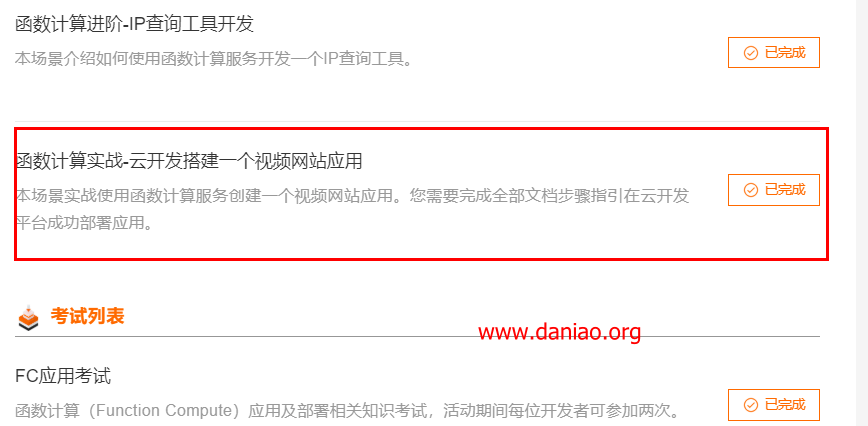 函数计算进阶-IP查询工具开发
本场景介绍如何使用函数计算服务开发一个IP查询工具。
已完成
函数计算实战-云开发搭建一个视频网站应用
本场景实战使用函数计算服务创建一个视频网站应用。您需要完成全部文档步骤指引在云开发
平台成功部署应用。
已完成
考试列表
www.daniao.org
FC应用考试
函数计算（Function Compute）应用及部署相关知识考试，活动期间每位开发者可参加两次。
已完成